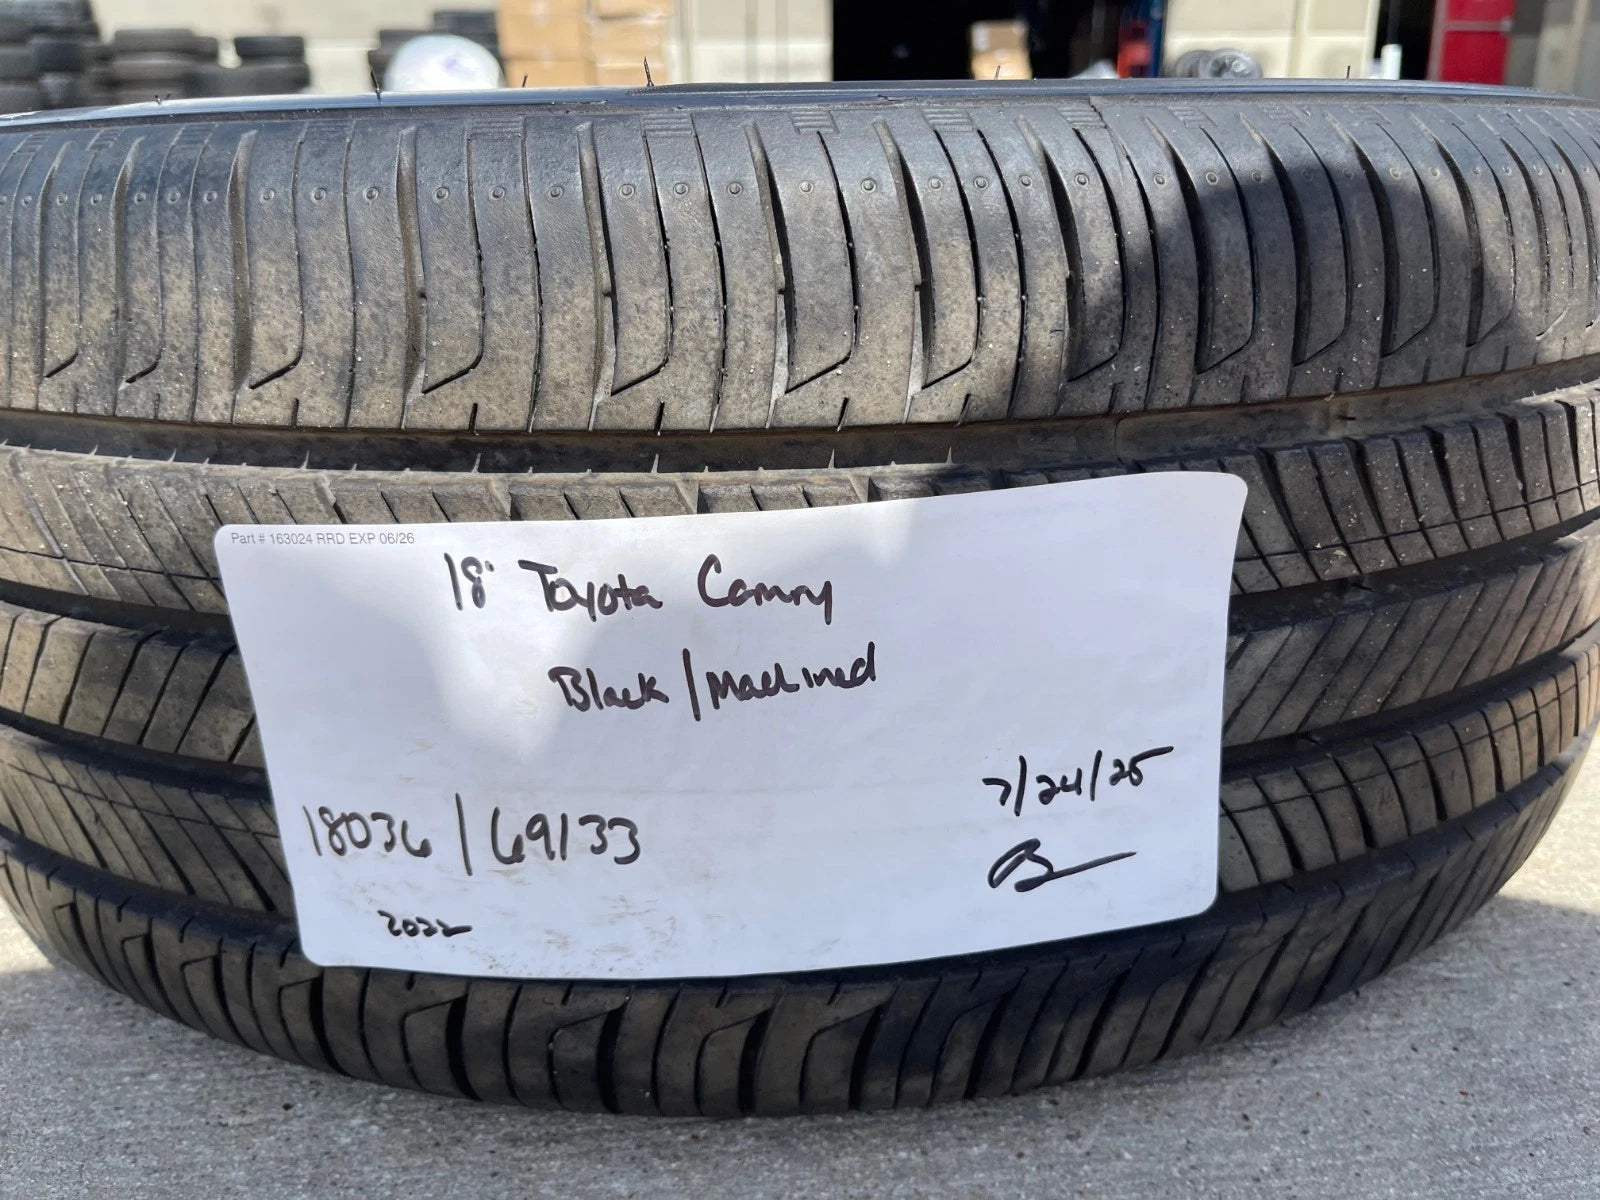 Part # 163024 RRD EXP 06/26
18" Toyota Camry
Black/Machined
7/24/25
18036/69133
2022